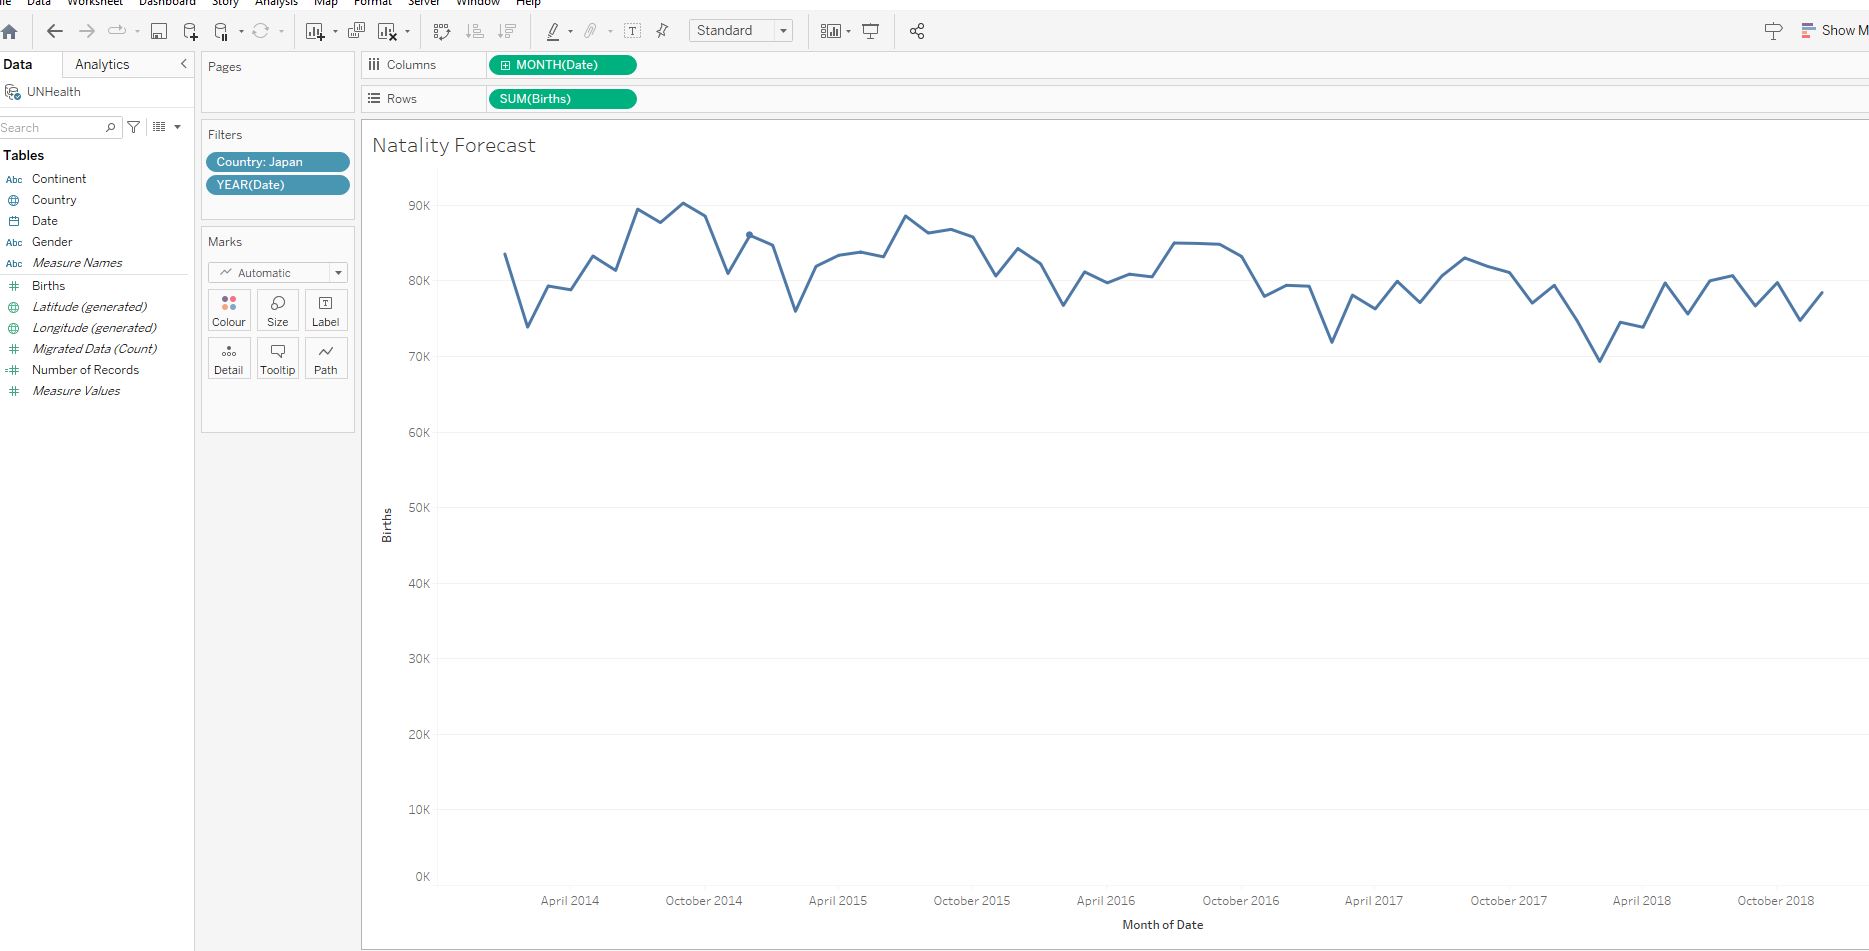 Data Worksheet Dashboard Story Analysis Map Format Server Window Help
Standard
Show M
Data Analytics
UNHealth
Search
Tables
Abc Continent
Country
Date
Abc Gender
Abc Measure Names
Births
Latitude (generated)
Longitude (generated)
Migrated Data (Count)
Number of Records
Measure Values
Pages
Filters
Country: Japan
YEAR(Date)
Marks
Automatic
Colour Size Label
Detail Tooltip Path
Columns MONTH(Date)
Rows SUM(Births)
Natality Forecast
90K
80K
70K
60K
50K
40K
30K
20K
10K
0K
Births
April 2014 October 2014 April 2015 October 2015 April 2016 October 2016 April 2017 October 2017 April 2018 October 2018
Month of Date